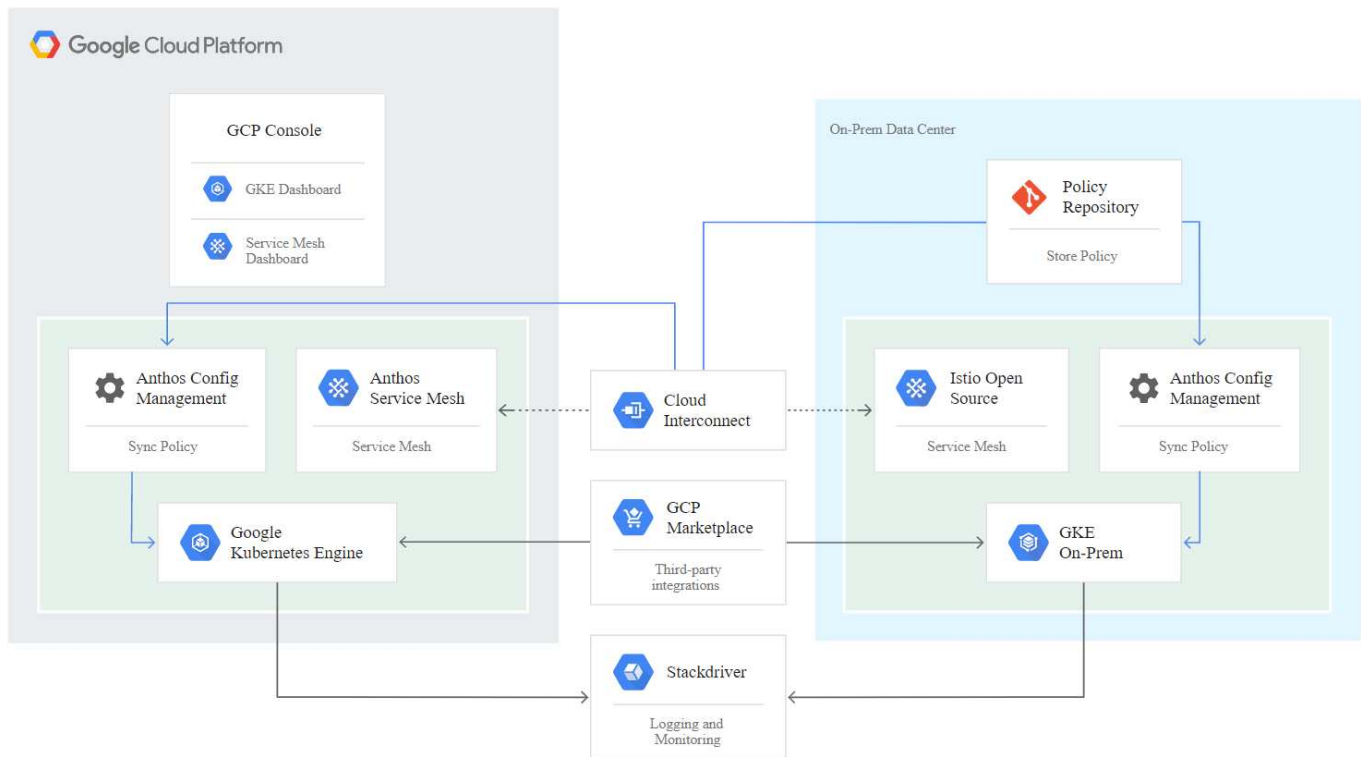 Google Cloud Platform
GCP Console
GKE Dashboard
Service Mesh
Dashboard
On-Prem Data Center
Policy
Repository
Store Policy
Anthos Config
Management
Sync Policy
Anthos
Service Mesh
Service Mesh
Cloud
Interconnect
Istio Open
Source
Service Mesh
Anthos Config
Management
Sync Policy
Google
Kubernetes Engine
GCP
Marketplace
Third-party
integrations
GKE
On-Prem
Stackdriver
Logging and
Monitoring